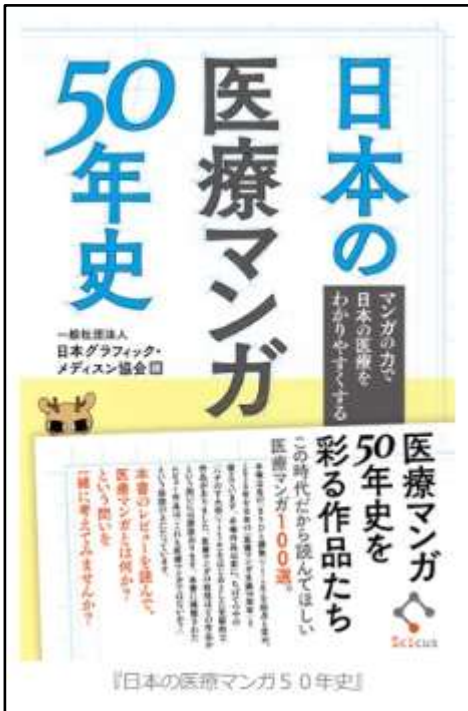 日本の
医療マンガ
50年史
マンガの力で
日本の医療を
わかりやすくする
一般社団法人
日本グラフィック・
メディスン協会 編
医療マンガ
50年史を
彩る作品たち
この時代だから読んでほしい
医療マンガ100選。
本書のレビューを読んで、
医療マンガとは何か？
という問いを
一緒に考えてみませんか？
Scicus
『日本の医療マンガ５０年史』